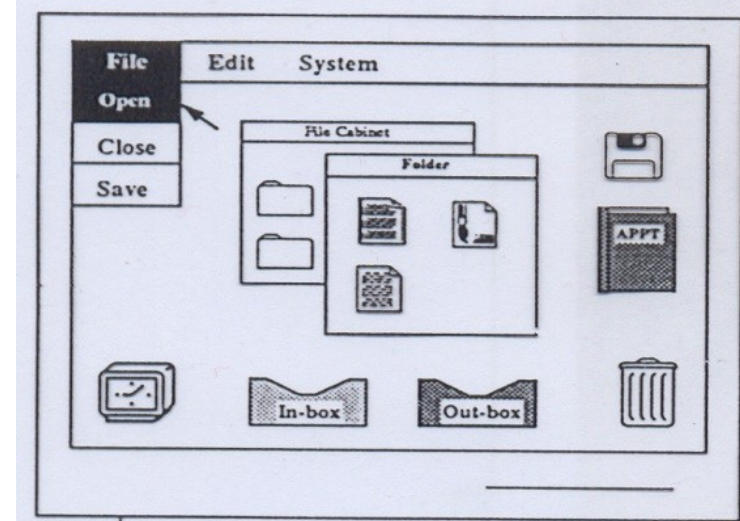 File Edit System
Open
Close
Save
File Cabinet
Folder
APPT
In-box
Out-box